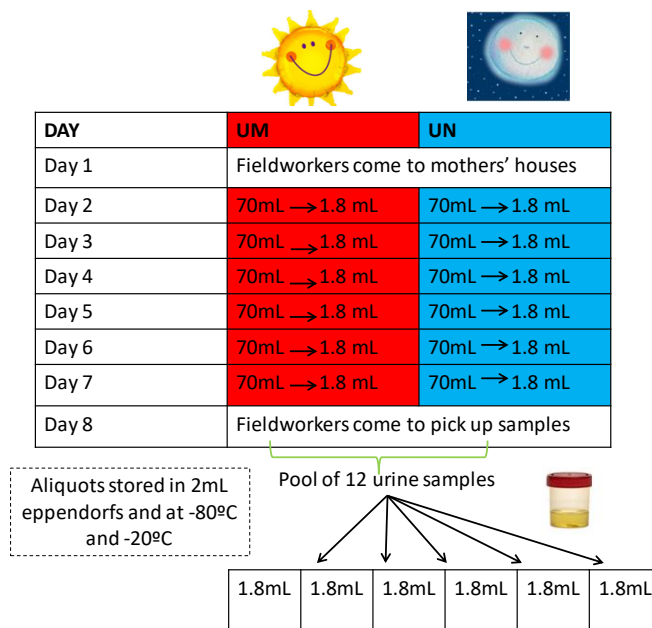 DAY UM UN
Day 1 Fieldworkers come to mothers' houses
Day 2 70mL → 1.8 mL 70mL → 1.8 mL
Day 3 70mL → 1.8 mL 70mL → 1.8 mL
Day 4 70mL → 1.8 mL 70mL → 1.8 mL
Day 5 70mL → 1.8 mL 70mL → 1.8 mL
Day 6 70mL → 1.8 mL 70mL → 1.8 mL
Day 7 70mL → 1.8 mL 70mL → 1.8 mL
Day 8 Fieldworkers come to pick up samples
Pool of 12 urine samples
Aliquots stored in 2mL
eppendorfs and at -80ºC
and -20ºC
1.8mL 1.8mL 1.8mL 1.8mL 1.8mL 1.8mL